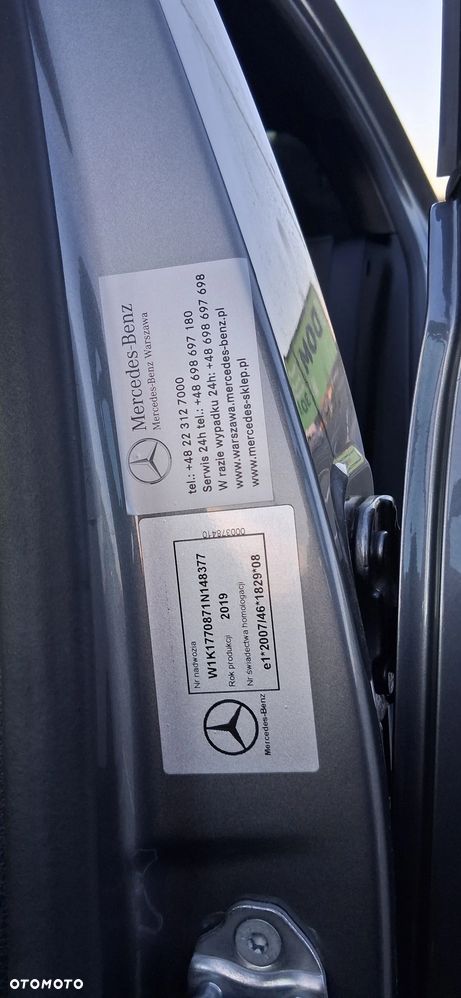 Mercedes-Benz
Mercedes-Benz Warszawa
tel.: +48 22 312 7000
Serwis 24h tel.: +48 698 697 180
W razie wypadku 24h: +48 698 697 698
www.warszawa.mercedes-benz.pl
www.mercedes-sklep.pl
Nr nadwozia
W1K1770871N148377
Rok produkcji 2019
Nr świadectwa homologacji
e1*2007/46*1829*08
000378410
Mercedes-Benz
OTOMOTO